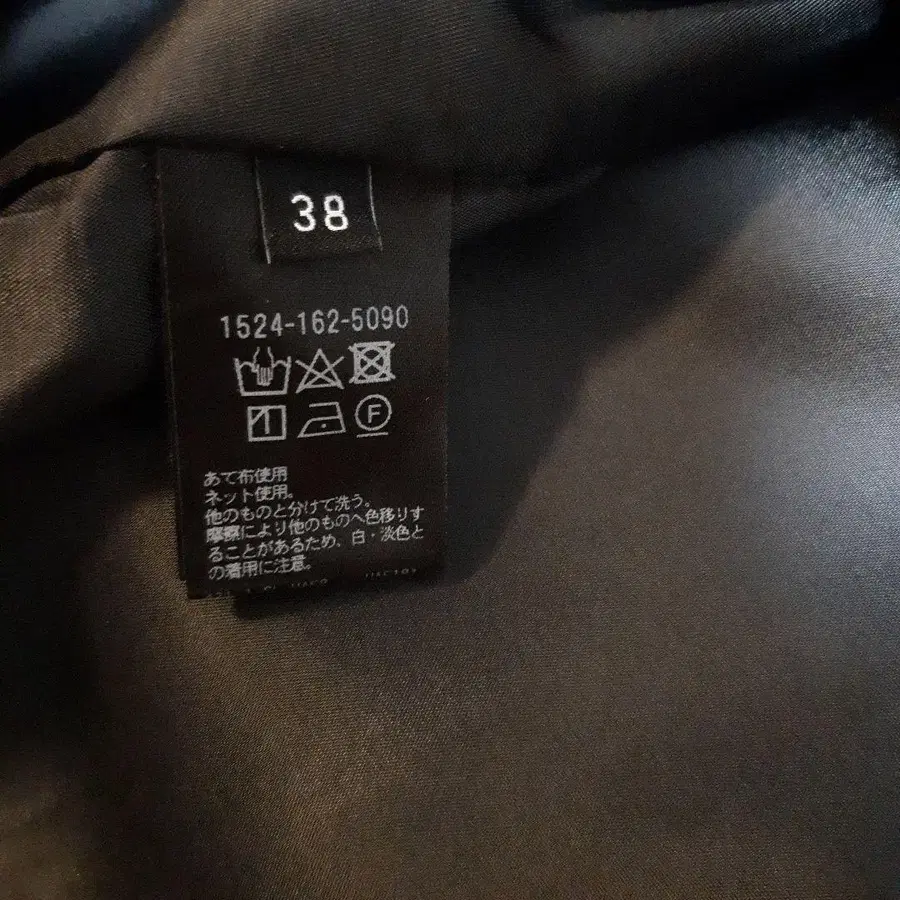 38
1524-162-5090
F
あて布使用
ネット使用。
他のものと分けて洗う。
摩擦により他のものへ色移りす
ることがあるため、白・淡色と
の着用に注意。